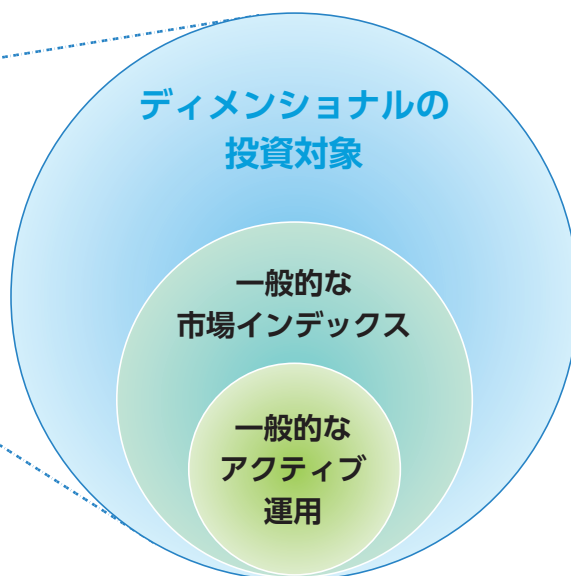 ディメンショナルの
投資対象
一般的な
市場インデックス
一般的な
アクティブ
運用